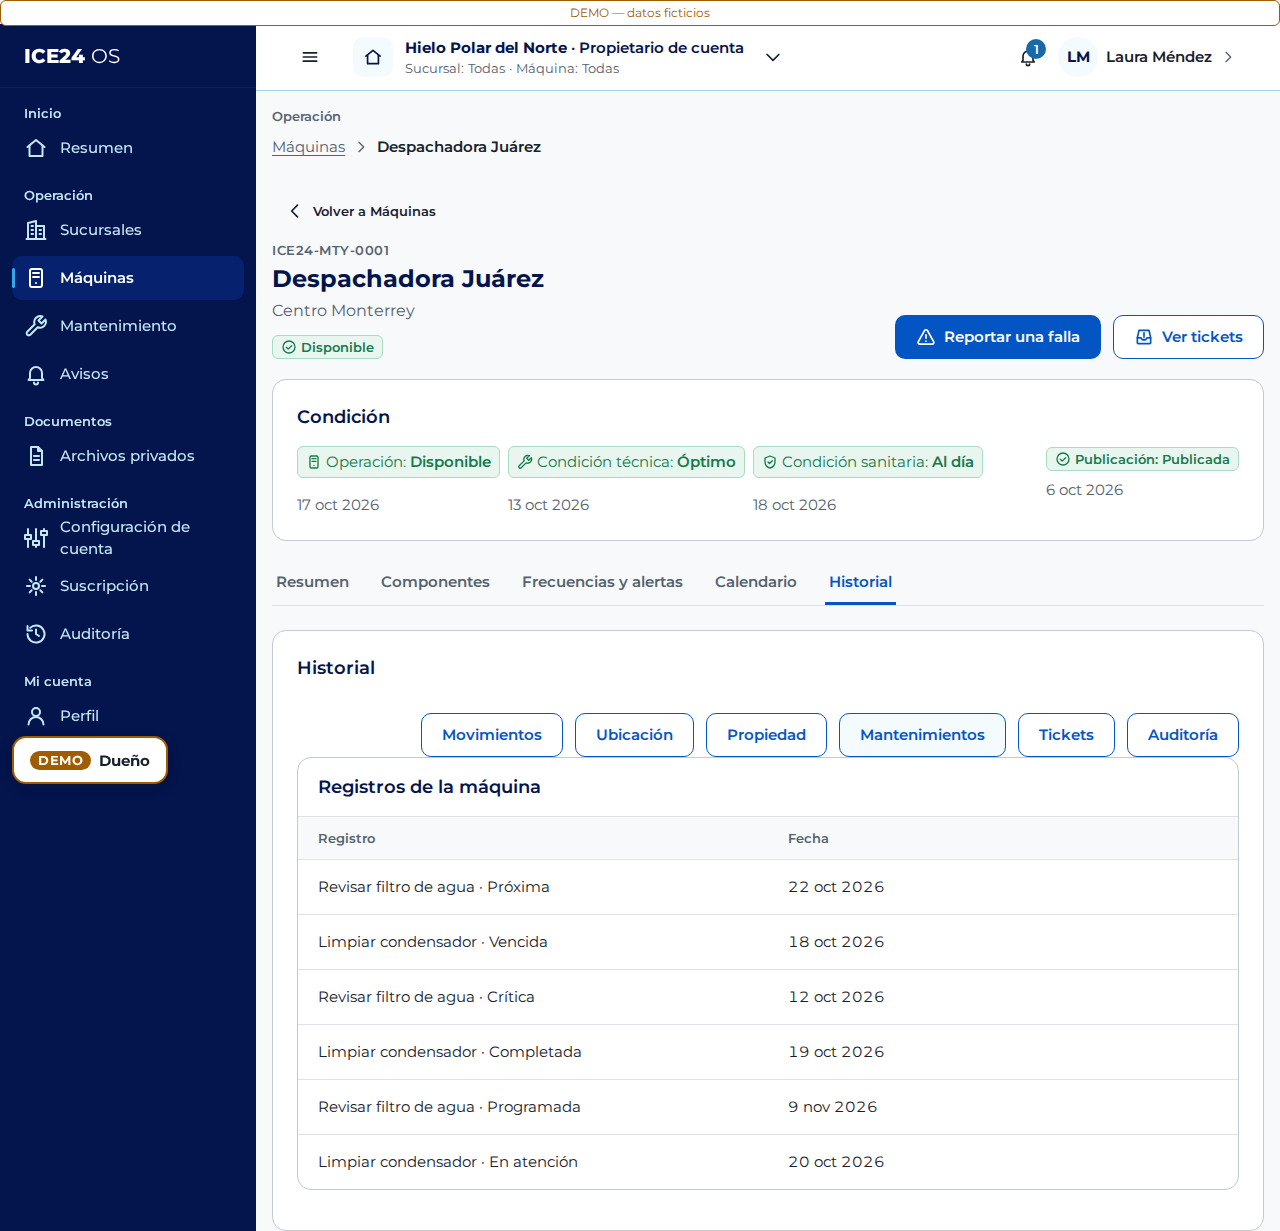 DEMO — datos ficticios
ICE24 OS
Hielo Polar del Norte · Propietario de cuenta
Sucursal: Todas · Máquina: Todas
1
LM
Laura Méndez
Inicio
Resumen
Operación
Sucursales
Máquinas
Mantenimiento
Avisos
Documentos
Archivos privados
Administración
Configuración de
cuenta
Suscripción
Auditoría
Mi cuenta
Perfil
DEMO Dueño
Operación
Máquinas > Despachadora Juárez
Volver a Máquinas
ICE24-MTY-0001
Despachadora Juárez
Centro Monterrey
Disponible
Reportar una falla
Ver tickets
Condición
Operación: Disponible
17 oct 2026
Condición técnica: Óptimo
13 oct 2026
Condición sanitaria: Al día
18 oct 2026
Publicación: Publicada
6 oct 2026
Resumen Componentes Frecuencias y alertas Calendario Historial
Historial
Movimientos Ubicación Propiedad Mantenimientos Tickets Auditoría
Registros de la máquina
Registro Fecha
Revisar filtro de agua · Próxima 22 oct 2026
Limpiar condensador · Vencida 18 oct 2026
Revisar filtro de agua · Crítica 12 oct 2026
Limpiar condensador · Completada 19 oct 2026
Revisar filtro de agua · Programada 9 nov 2026
Limpiar condensador · En atención 20 oct 2026